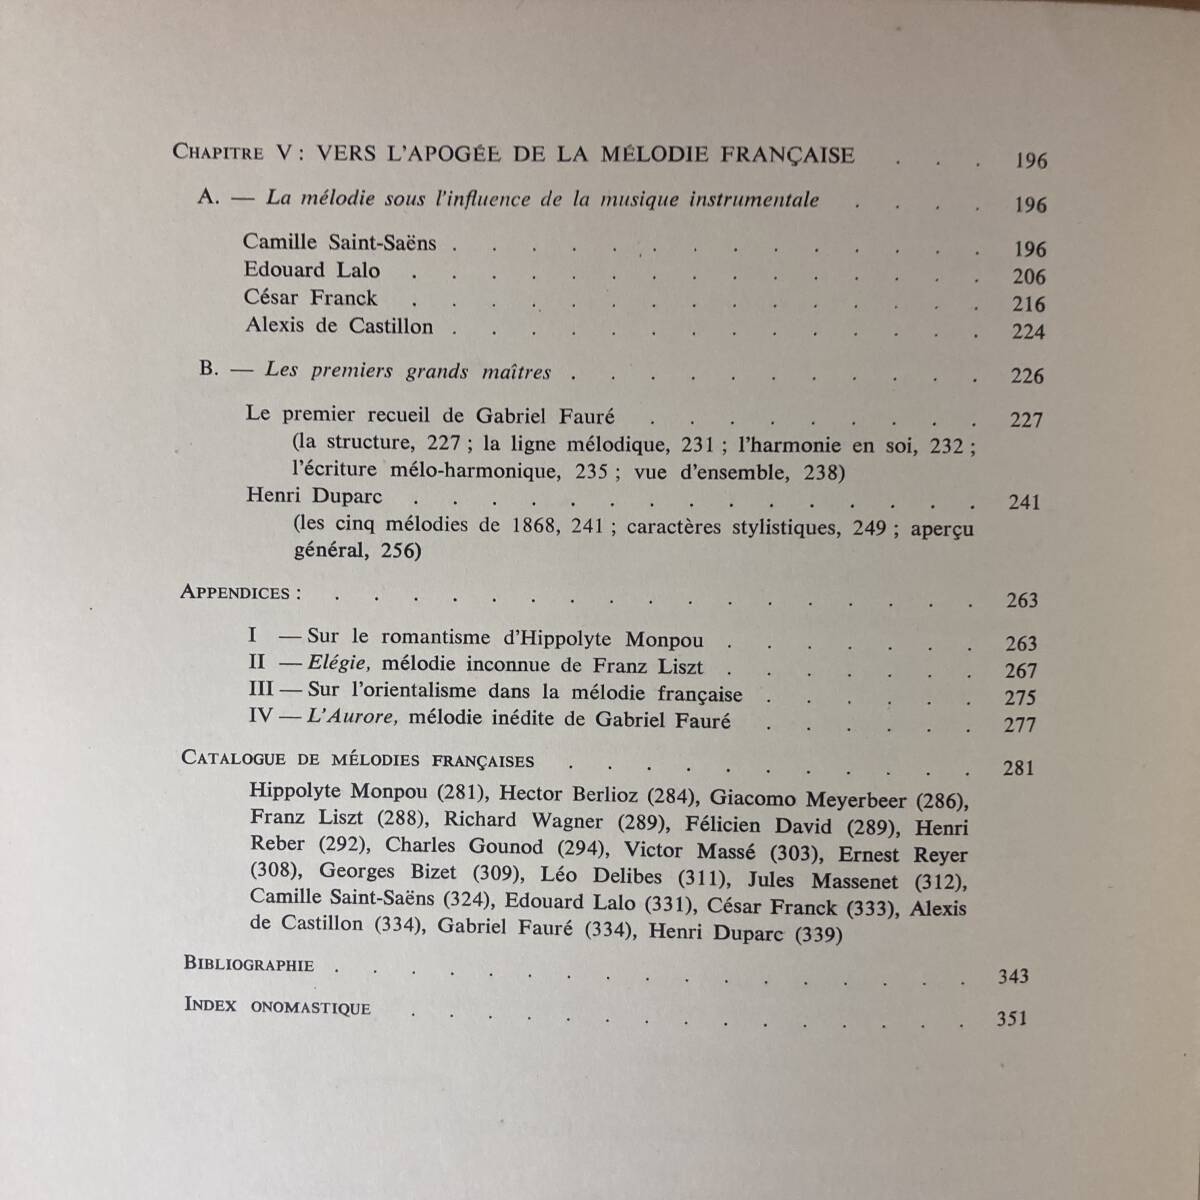 CHAPITRE V : VERS L'APOGÉE DE LA MÉLODIE FRANÇAISE . . . 196
A. — La mélodie sous l'influence de la musique instrumentale . . . . 196
Camille Saint-Saëns . . . . . . . . . . . . . . 196
Edouard Lalo . . . . . . . . . . . . . . . 206
César Franck . . . . . . . . . . . . . . . 216
Alexis de Castillon . . . . . . . . . . . . . . 224
B. — Les premiers grands maîtres . . . . . . . . . . . 226
Le premier recueil de Gabriel Fauré . . . . . . . . . 227
(la structure, 227 ; la ligne mélodique, 231 ; l'harmonie en soi, 232 ;
l'écriture mélo-harmonique, 235 ; vue d'ensemble, 238)
Henri Duparc . . . . . . . . . . . . . . . 241
(les cinq mélodies de 1868, 241 ; caractères stylistiques, 249 ; aperçu
général, 256)
APPENDICES : . . . . . . . . . . . . . . . . . 263
I — Sur le romantisme d'Hippolyte Monpou . . . . . . . 263
II — Elégie, mélodie inconnue de Franz Liszt . . . . . . . 267
III — Sur l'orientalisme dans la mélodie française . . . . . . 275
IV — L'Aurore, mélodie inédite de Gabriel Fauré . . . . . . 277
CATALOGUE DE MÉLODIES FRANÇAISES . . . . . . . . . . . 281
Hippolyte Monpou (281), Hector Berlioz (284), Giacomo Meyerbeer (286),
Franz Liszt (288), Richard Wagner (289), Félicien David (289), Henri
Reber (292), Charles Gounod (294), Victor Massé (303), Ernest Reyer
(308), Georges Bizet (309), Léo Delibes (311), Jules Massenet (312),
Camille Saint-Saëns (324), Edouard Lalo (331), César Franck (333), Alexis
de Castillon (334), Gabriel Fauré (334), Henri Duparc (339)
BIBLIOGRAPHIE . . . . . . . . . . . . . . . . . 343
INDEX ONOMASTIQUE . . . . . . . . . . . . . . . 351